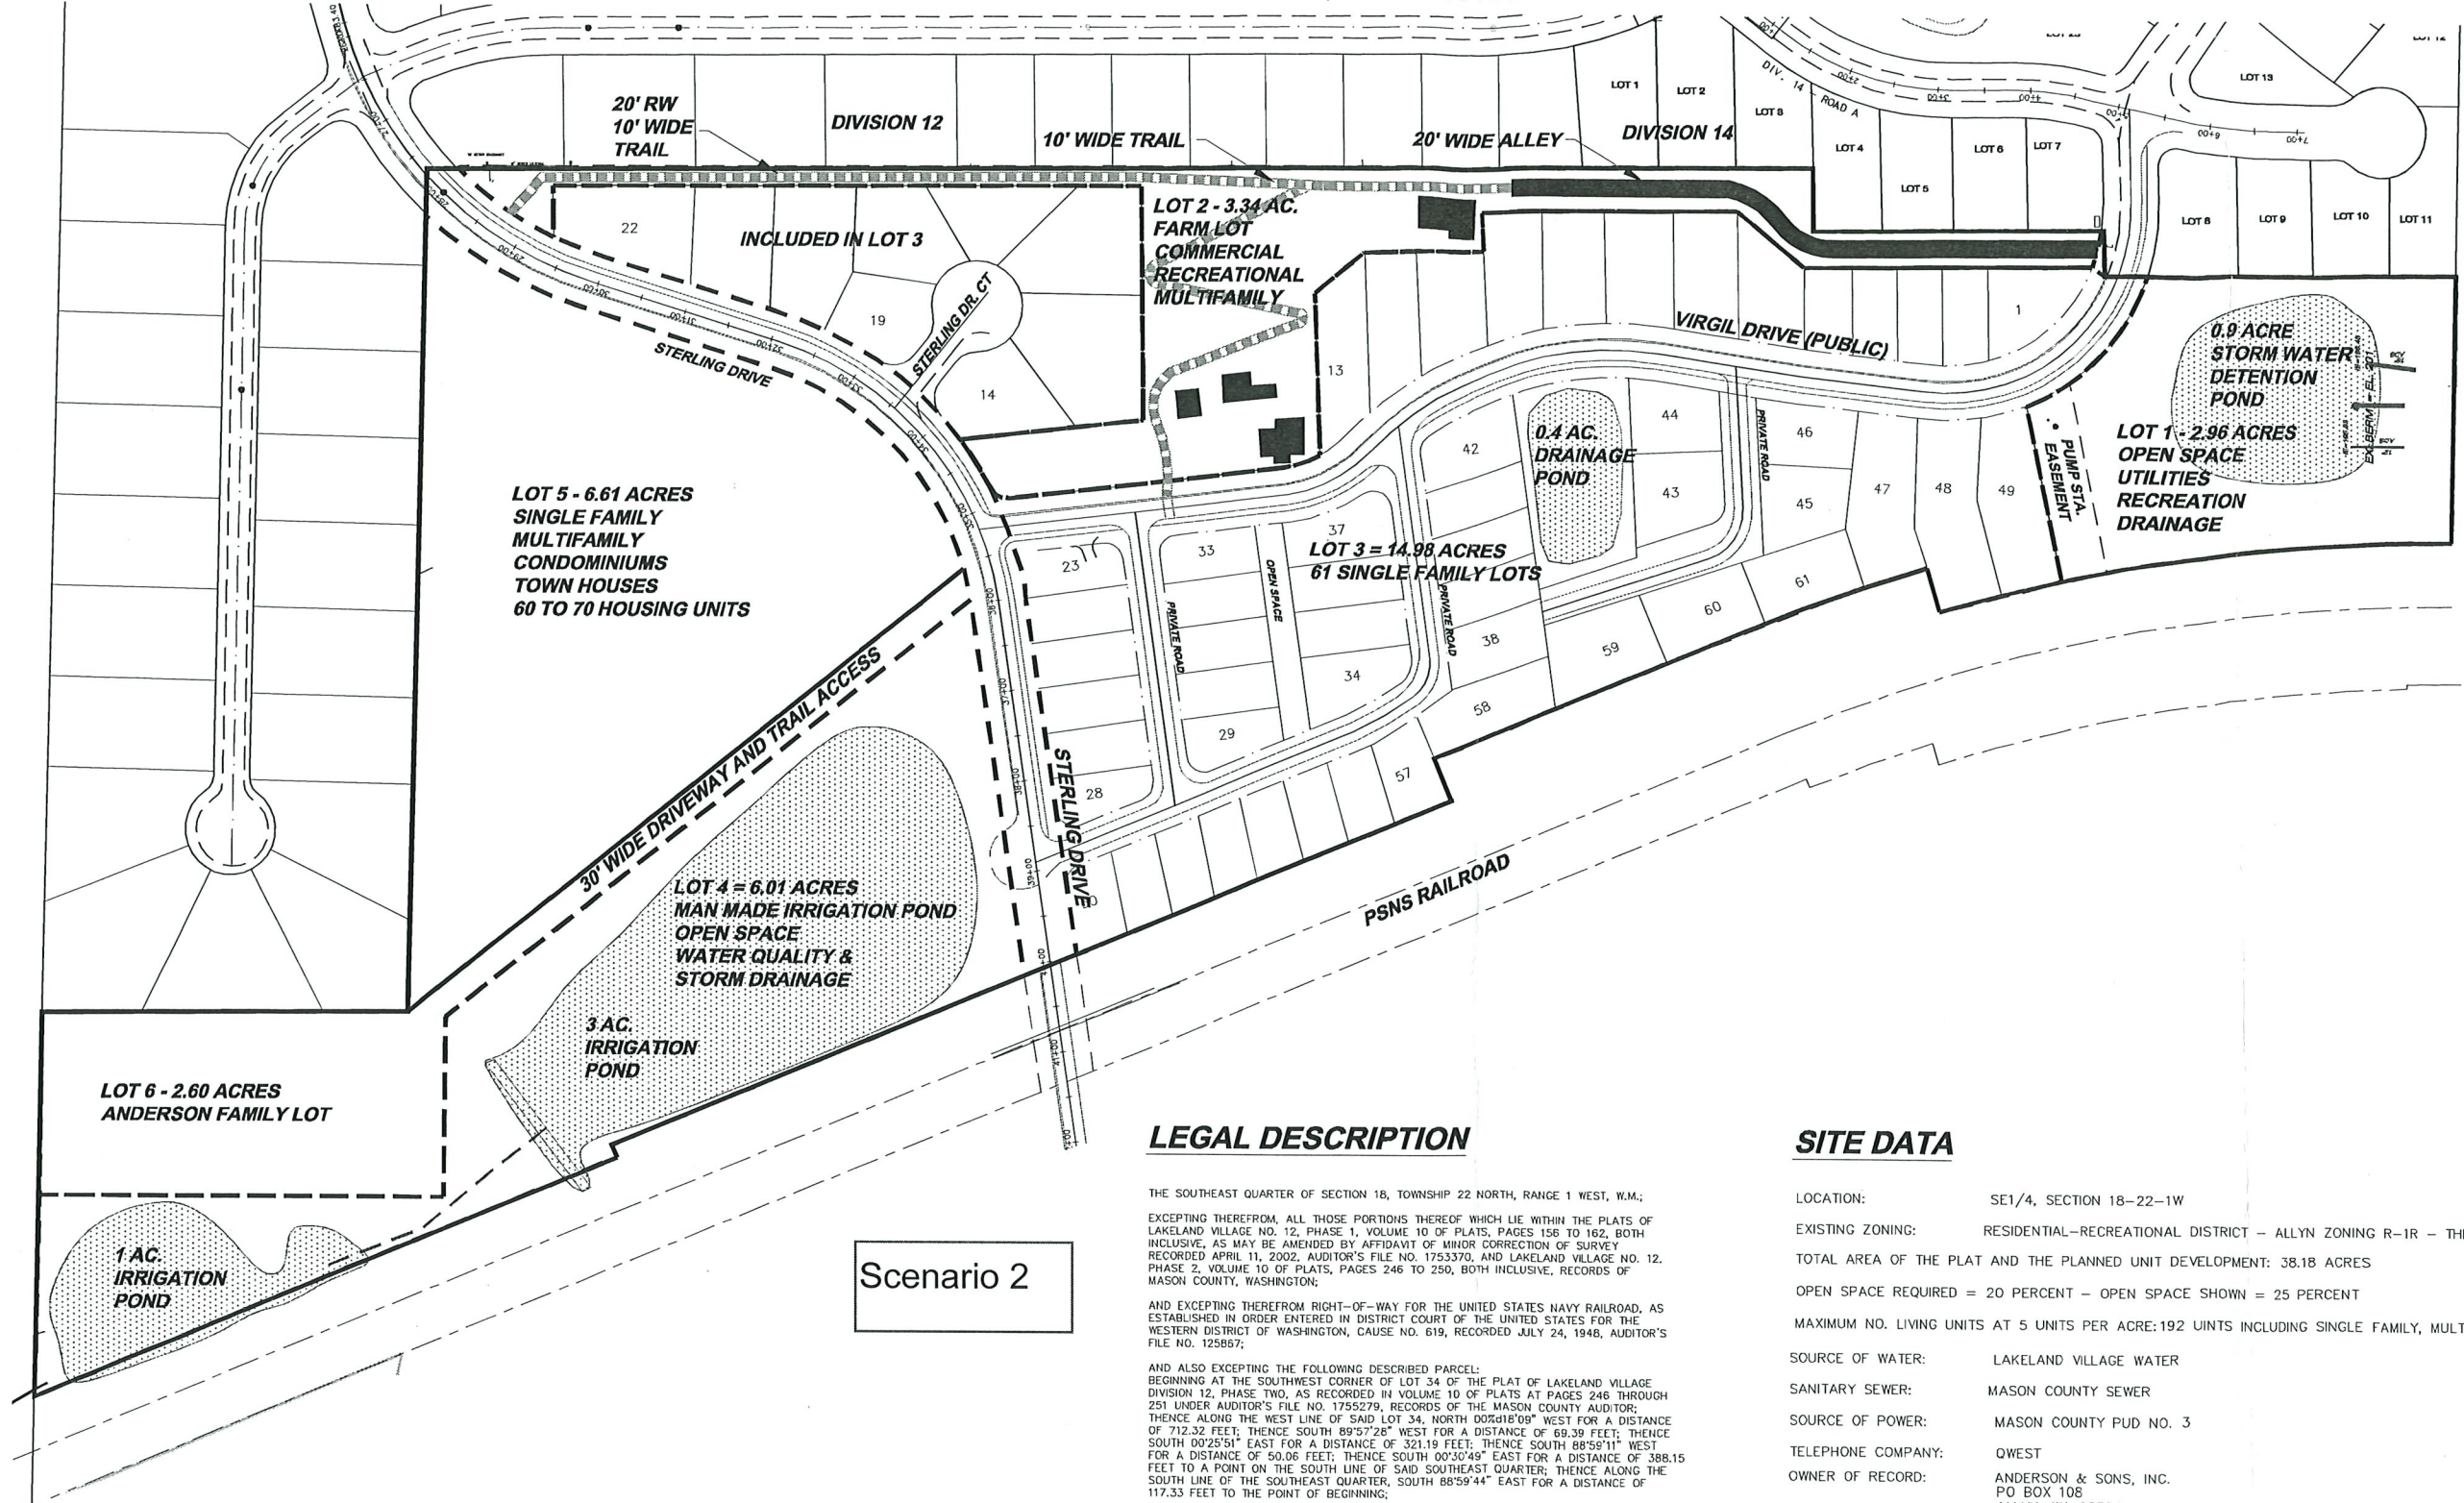 20' RW
10' WIDE
TRAIL
DIVISION 12
10' WIDE TRAIL
20' WIDE ALLEY
DIVISION 14
LOT 1
LOT 2
LOT 3
DIV. 14 - ROAD A
LOT 4
LOT 5
LOT 6
LOT 7
LOT 13
LOT 12
LOT 8
LOT 9
LOT 10
LOT 11
22
INCLUDED IN LOT 3
19
14
STERLING DR. CT
STERLING DRIVE
LOT 2 - 3.34 AC.
FARM LOT
COMMERCIAL
RECREATIONAL
MULTIFAMILY
13
1
VIRGIL DRIVE (PUBLIC)
0.9 ACRE
STORM WATER
DETENTION
POND
LOT 1 - 2.96 ACRES
OPEN SPACE
UTILITIES
RECREATION
DRAINAGE
PUMP STA.
EASEMENT
0.4 AC.
DRAINAGE
POND
42
44
43
46
45
47
48
49
PRIVATE ROAD
LOT 5 - 6.61 ACRES
SINGLE FAMILY
MULTIFAMILY
CONDOMINIUMS
TOWN HOUSES
60 TO 70 HOUSING UNITS
23
33
37
LOT 3 = 14.98 ACRES
61 SINGLE FAMILY LOTS
OPEN SPACE
PRIVATE ROAD
PRIVATE ROAD
34
29
28
38
58
59
60
61
57
30' WIDE DRIVEWAY AND TRAIL ACCESS
STERLING DRIVE
PSNS RAILROAD
LOT 4 = 6.01 ACRES
MAN MADE IRRIGATION POND
OPEN SPACE
WATER QUALITY &
STORM DRAINAGE
3 AC.
IRRIGATION
POND
LOT 6 - 2.60 ACRES
ANDERSON FAMILY LOT
1 AC.
IRRIGATION
POND
Scenario 2
LEGAL DESCRIPTION
THE SOUTHEAST QUARTER OF SECTION 18, TOWNSHIP 22 NORTH, RANGE 1 WEST, W.M.;
EXCEPTING THEREFROM, ALL THOSE PORTIONS THEREOF WHICH LIE WITHIN THE PLATS OF
LAKELAND VILLAGE NO. 12, PHASE 1, VOLUME 10 OF PLATS, PAGES 156 TO 162, BOTH
INCLUSIVE, AS MAY BE AMENDED BY AFFIDAVIT OF MINOR CORRECTION OF SURVEY
RECORDED APRIL 11, 2002, AUDITOR'S FILE NO. 1753370, AND LAKELAND VILLAGE NO. 12,
PHASE 2, VOLUME 10 OF PLATS, PAGES 246 TO 250, BOTH INCLUSIVE, RECORDS OF
MASON COUNTY, WASHINGTON;
AND EXCEPTING THEREFROM RIGHT-OF-WAY FOR THE UNITED STATES NAVY RAILROAD, AS
ESTABLISHED IN ORDER ENTERED IN DISTRICT COURT OF THE UNITED STATES FOR THE
WESTERN DISTRICT OF WASHINGTON, CAUSE NO. 619, RECORDED JULY 24, 1948, AUDITOR'S
FILE NO. 125867;
AND ALSO EXCEPTING THE FOLLOWING DESCRIBED PARCEL:
BEGINNING AT THE SOUTHWEST CORNER OF LOT 34 OF THE PLAT OF LAKELAND VILLAGE
DIVISION 12, PHASE TWO, AS RECORDED IN VOLUME 10 OF PLATS AT PAGES 246 THROUGH
251 UNDER AUDITOR'S FILE NO. 1755279, RECORDS OF THE MASON COUNTY AUDITOR;
THENCE ALONG THE WEST LINE OF SAID LOT 34, NORTH 00%d18'09" WEST FOR A DISTANCE
OF 712.32 FEET; THENCE SOUTH 89°57'28" WEST FOR A DISTANCE OF 69.39 FEET; THENCE
SOUTH 00°25'51" EAST FOR A DISTANCE OF 321.19 FEET; THENCE SOUTH 88°59'11" WEST
FOR A DISTANCE OF 50.06 FEET; THENCE SOUTH 00°30'49" EAST FOR A DISTANCE OF 388.15
FEET TO A POINT ON THE SOUTH LINE OF SAID SOUTHEAST QUARTER; THENCE ALONG THE
SOUTH LINE OF THE SOUTHEAST QUARTER, SOUTH 88°59'44" EAST FOR A DISTANCE OF
117.33 FEET TO THE POINT OF BEGINNING;
SITE DATA
LOCATION: SE1/4, SECTION 18-22-1W
EXISTING ZONING: RESIDENTIAL-RECREATIONAL DISTRICT - ALLYN ZONING R-1R - TH
TOTAL AREA OF THE PLAT AND THE PLANNED UNIT DEVELOPMENT: 38.18 ACRES
OPEN SPACE REQUIRED = 20 PERCENT - OPEN SPACE SHOWN = 25 PERCENT
MAXIMUM NO. LIVING UNITS AT 5 UNITS PER ACRE: 192 UINTS INCLUDING SINGLE FAMILY, MULT
SOURCE OF WATER: LAKELAND VILLAGE WATER
SANITARY SEWER: MASON COUNTY SEWER
SOURCE OF POWER: MASON COUNTY PUD NO. 3
TELEPHONE COMPANY: QWEST
OWNER OF RECORD: ANDERSON & SONS, INC.
PO BOX 108